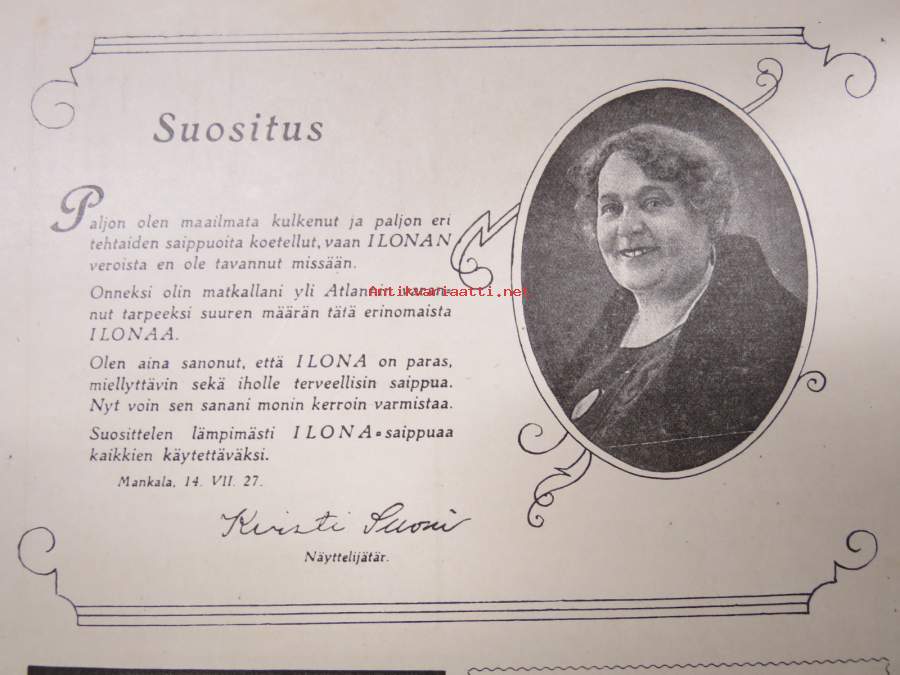 Suositus
Paljon olen maailmata kulkenut ja paljon eri
tehtaiden saippuoita koetellut, vaan ILONAN
veroista en ole tavannut missään.
Onneksi olin matkallani yli Atlannin varan-
nut tarpeeksi suuren määrän tätä erinomaista
ILONAA.
Olen aina sanonut, että ILONA on paras,
miellyttävin sekä iholle terveellisin saippua.
Nyt voin sen sanani monin kerroin varmistaa.
Suosittelen lämpimästi ILONA-saippuaa
kaikkien käytettäväksi.
Mankala, 14. VII. 27.
Kirsti Suonio
Näyttelijätär.
Antikvariaatti.net